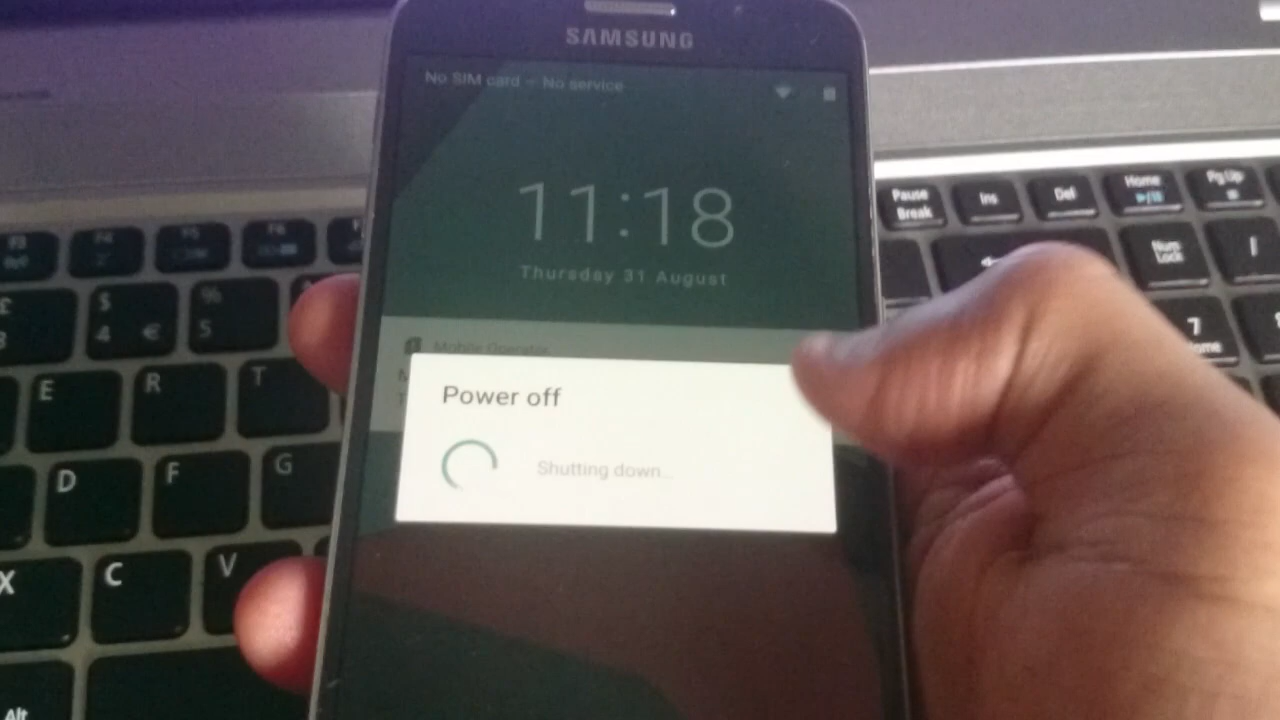 SAMSUNG
No SIM card – No service
11:18
Thursday 31 August
Mobile Operator
M
T
Power off
Shutting down...
Pause
Break
Ins
Del
Home
Pg Up
Num
Lock
/
7
F3
F4
F5
F6
£
3
$
4 €
%
5
E
R
T
D
F
G
X
C
V
Alt